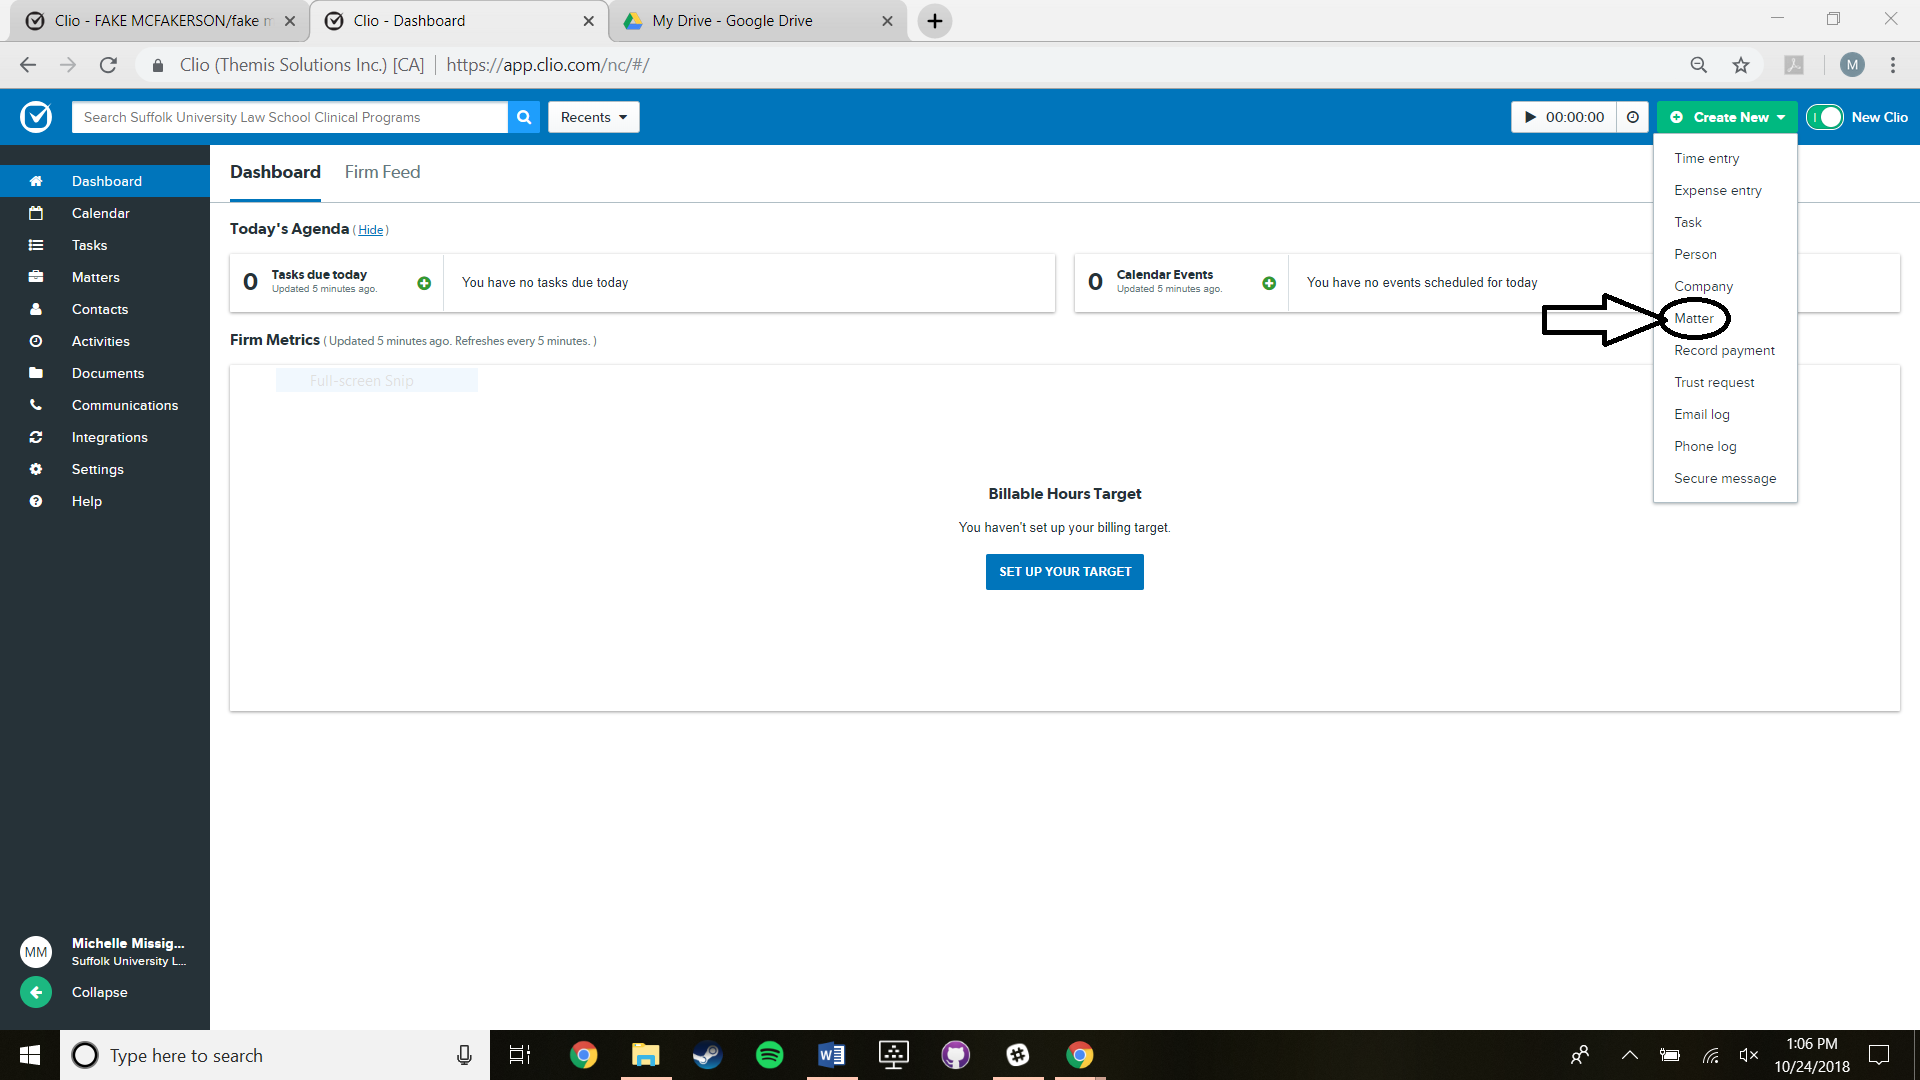 Clio - FAKE MCFAKERSON/fake m
Clio - Dashboard
My Drive - Google Drive
Clio (Themis Solutions Inc.) [CA] | https://app.clio.com/nc/#/
M
Search Suffolk University Law School Clinical Programs
Recents
00:00:00
Create New
New Clio
Dashboard
Calendar
Tasks
Matters
Contacts
Activities
Documents
Communications
Integrations
Settings
Help
Dashboard
Firm Feed
Today's Agenda ( Hide )
0
Tasks due today
Updated 5 minutes ago.
You have no tasks due today
0
Calendar Events
Updated 5 minutes ago.
You have no events scheduled for today
Firm Metrics ( Updated 5 minutes ago. Refreshes every 5 minutes. )
Full-screen Snip
Billable Hours Target
You haven't set up your billing target.
SET UP YOUR TARGET
Time entry
Expense entry
Task
Person
Company
Matter
Record payment
Trust request
Email log
Phone log
Secure message
MM
Michelle Missig...
Suffolk University L...
Collapse
Type here to search
1:06 PM
10/24/2018